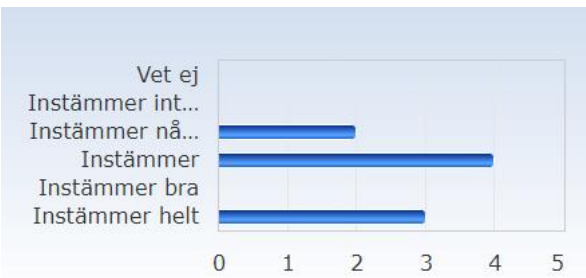 Vet ej
Instämmer int...
Instämmer nå...
Instämmer
Instämmer bra
Instämmer helt
0 1 2 3 4 5